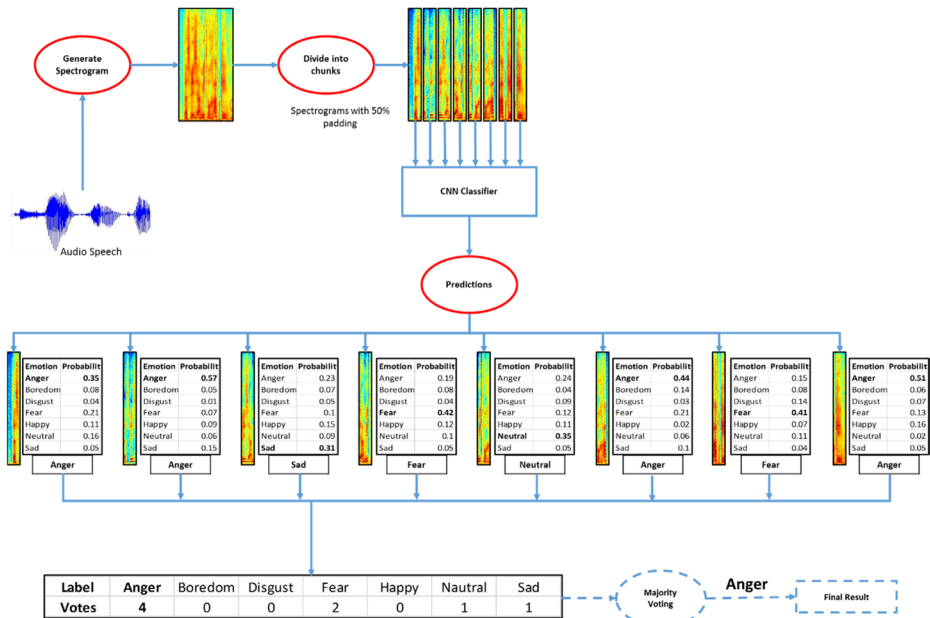 Generate
Spectrogram
Divide into
chunks
Spectrograms with 50%
padding
CNN Classifier
Audio Speech
Predictions
Emotion Probabilit
Anger 0.35
Boredom 0.08
Disgust 0.04
Fear 0.21
Happy 0.11
Neutral 0.16
Sad 0.05
Anger
Emotion Probabilit
Anger 0.57
Boredom 0.05
Disgust 0.01
Fear 0.07
Happy 0.09
Neutral 0.06
Sad 0.15
Anger
Emotion Probabilit
Anger 0.23
Boredom 0.07
Disgust 0.05
Fear 0.1
Happy 0.15
Neutral 0.09
Sad 0.31
Sad
Emotion Probabilit
Anger 0.19
Boredom 0.08
Disgust 0.04
Fear 0.42
Happy 0.12
Neutral 0.1
Sad 0.05
Fear
Emotion Probabilit
Anger 0.24
Boredom 0.04
Disgust 0.09
Fear 0.12
Happy 0.11
Neutral 0.35
Sad 0.05
Neutral
Emotion Probabilit
Anger 0.44
Boredom 0.14
Disgust 0.03
Fear 0.21
Happy 0.02
Neutral 0.06
Sad 0.1
Anger
Emotion Probabilit
Anger 0.15
Boredom 0.08
Disgust 0.14
Fear 0.41
Happy 0.07
Neutral 0.11
Sad 0.04
Fear
Emotion Probabilit
Anger 0.51
Boredom 0.06
Disgust 0.07
Fear 0.13
Happy 0.16
Neutral 0.02
Sad 0.05
Anger
Label Anger Boredom Disgust Fear Happy Nautral Sad
Votes 4 0 0 2 0 1 1
Majority
Voting
Anger
Final Result